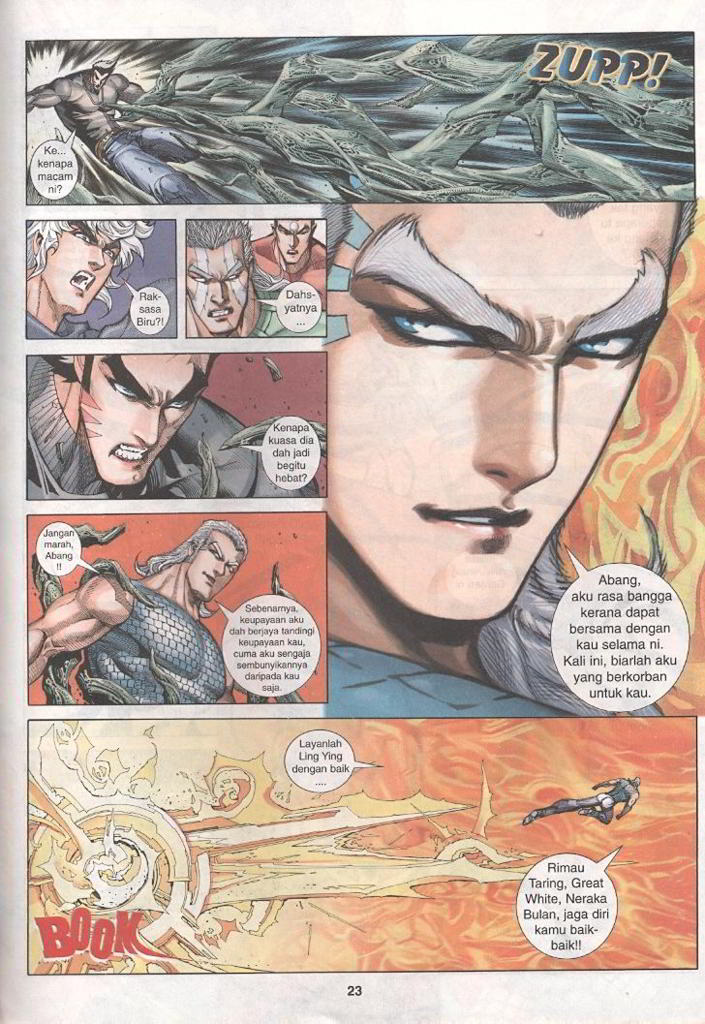 ZUPP!
Ke...
kenapa
macam
ni?
Rak-
sasa
Biru?!
Dahs-
yatnya
...
Kenapa
kuasa dia
dah jadi
begitu
hebat?
Jangan
marah,
Abang
!!
Sebenarnya,
keupayaan aku
dah berjaya tandingi
keupayaan kau,
cuma aku sengaja
sembunyikannya
daripada kau
saja.
Abang,
aku rasa bangga
kerana dapat
bersama dengan
kau selama ni.
Kali ini, biarlah aku
yang berkorban
untuk kau.
Layanlah
Ling Ying
dengan baik
....
Rimau
Taring, Great
White, Neraka
Bulan, jaga diri
kamu baik-
baik!!
BOOM
23